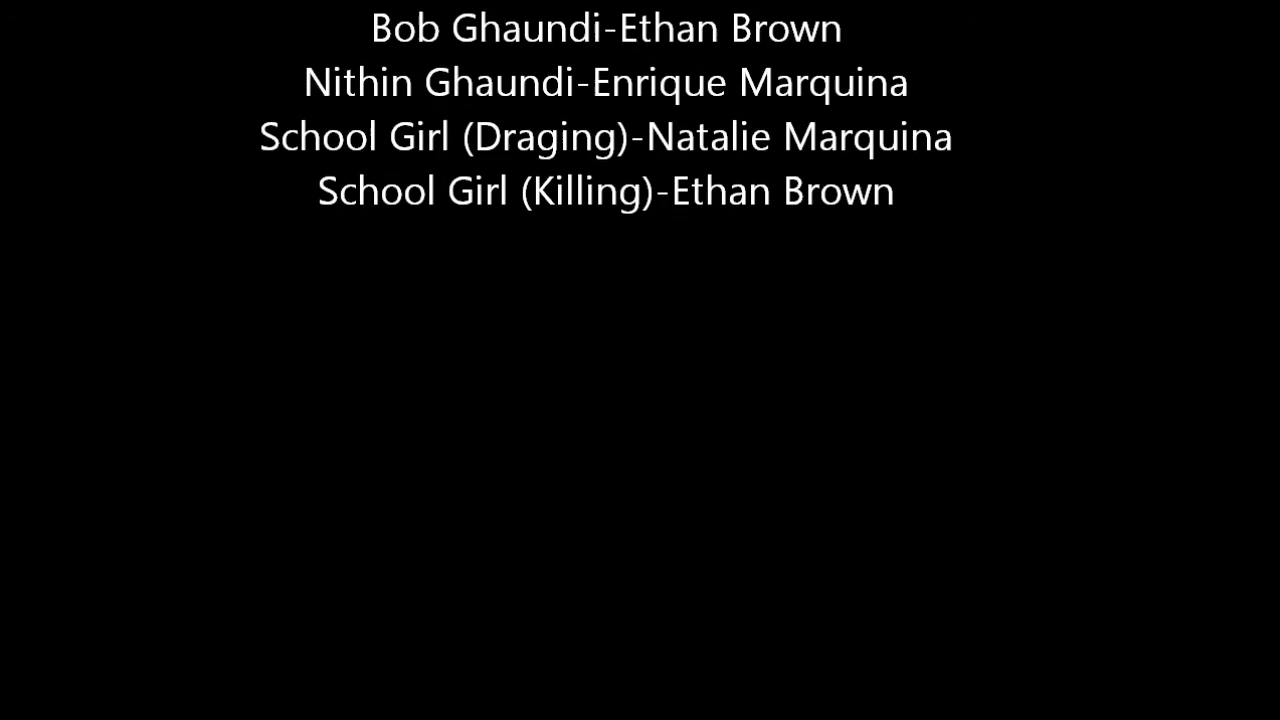 Bob Ghaundi-Ethan Brown
Nithin Ghaundi-Enrique Marquina
School Girl (Draging)-Natalie Marquina
School Girl (Killing)-Ethan Brown